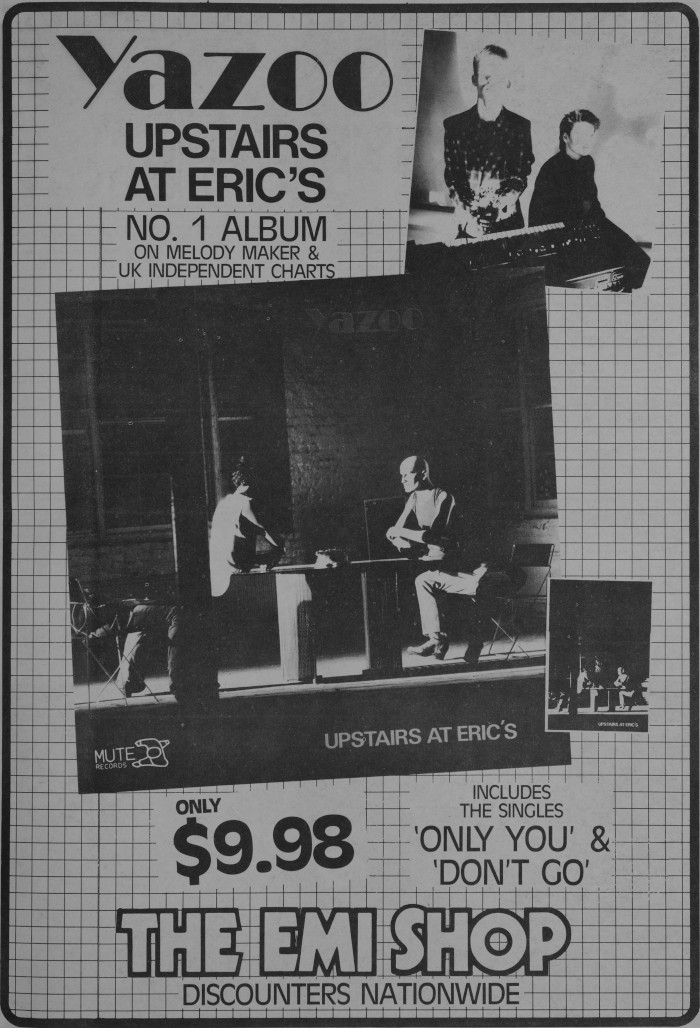 Yazoo
UPSTAIRS
AT ERIC'S
NO. 1 ALBUM
ON MELODY MAKER &
UK INDEPENDENT CHARTS
Yazoo
UPSTAIRS AT ERIC'S
MUTE
RECORDS
UPSTAIRS AT ERIC'S
ONLY
$9.98
INCLUDES
THE SINGLES
'ONLY YOU' &
'DON'T GO'
THE EMI SHOP
DISCOUNTERS NATIONWIDE